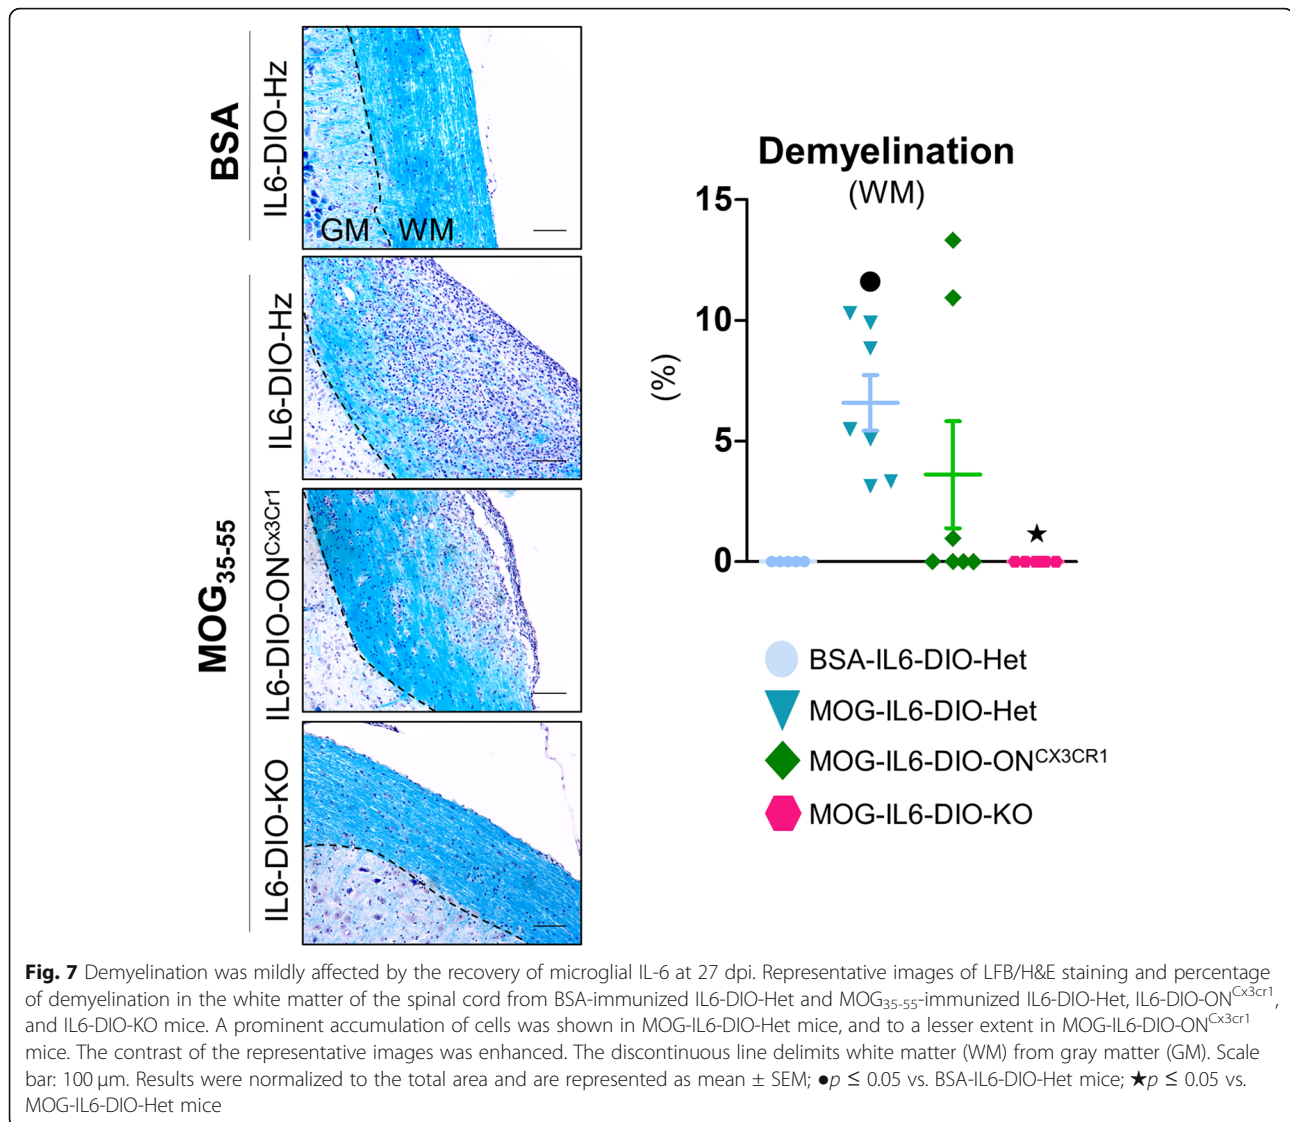 BSA
IL6-DIO-Hz
GM WM
MOG35-55
IL6-DIO-Hz
IL6-DIO-ONCx3Cr1
IL6-DIO-KO
Demyelination
(WM)
(%)
15
10
5
0
BSA-IL6-DIO-Het
MOG-IL6-DIO-Het
MOG-IL6-DIO-ONCX3CR1
MOG-IL6-DIO-KO
Fig. 7 Demyelination was mildly affected by the recovery of microglial IL-6 at 27 dpi. Representative images of LFB/H&E staining and percentage
of demyelination in the white matter of the spinal cord from BSA-immunized IL6-DIO-Het and MOG35-55-immunized IL6-DIO-Het, IL6-DIO-ONCx3cr1,
and IL6-DIO-KO mice. A prominent accumulation of cells was shown in MOG-IL6-DIO-Het mice, and to a lesser extent in MOG-IL6-DIO-ONCx3cr1
mice. The contrast of the representative images was enhanced. The discontinuous line delimits white matter (WM) from gray matter (GM). Scale
bar: 100 μm. Results were normalized to the total area and are represented as mean ± SEM; ●p ≤ 0.05 vs. BSA-IL6-DIO-Het mice; ★p ≤ 0.05 vs.
MOG-IL6-DIO-Het mice